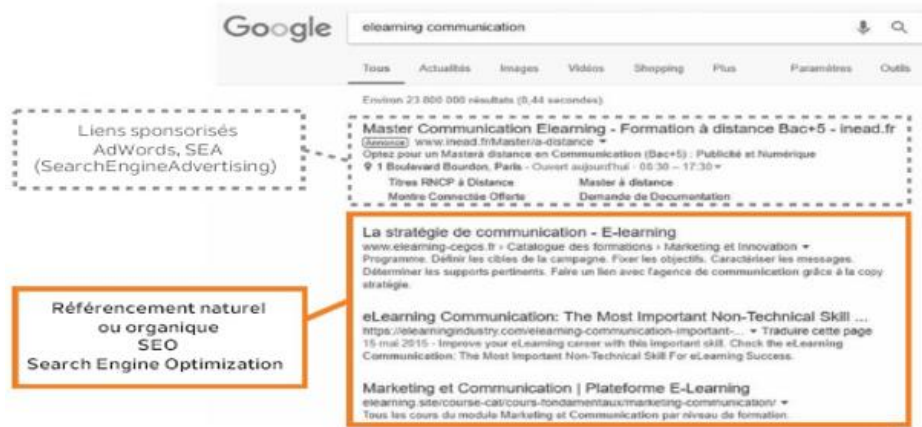 Google
elearning communication
Tous Actualités Images Vidéos Shopping Plus Paramètres Outils
Environ 23 800 000 résultats (0,44 secondes)
Liens sponsorisés
AdWords, SEA
(SearchEngineAdvertising)
Master Communication Elearning - Formation à distance Bac+5 - inead.fr
Annonce www.inead.fr/Master/a-distance
Optez pour un Masterà distance en Communication (Bac+5) : Publicité et Numérique
1 Boulevard Bourdon, Paris - Ouvert aujourd'hui · 08:30 – 17:30
Titres RNCP à Distance Master à distance
Montre Connectée Offerte Demande de Documentation
Référencement naturel
ou organique
SEO
Search Engine Optimization
La stratégie de communication - E-learning
www.elearning-cegos.fr › Catalogue des formations › Marketing et Innovation
Programme. Définir les cibles de la campagne. Fixer les objectifs. Caractériser les messages.
Déterminer les supports pertinents. Faire un lien avec l'agence de communication grâce à la copy
stratégie.
eLearning Communication: The Most Important Non-Technical Skill ...
https://elearningindustry.com/elearning-communication-important-... Traduire cette page
15 mai 2015 - Improve your eLearning career with this important skill. Check the eLearning
Communication: The Most Important Non-Technical Skill For eLearning Success.
Marketing et Communication | Plateforme E-Learning
elearning.site/course-cat/cours-fondamentaux/marketing-communication/
Tous les cours du module Marketing et Communication par niveau de formation.